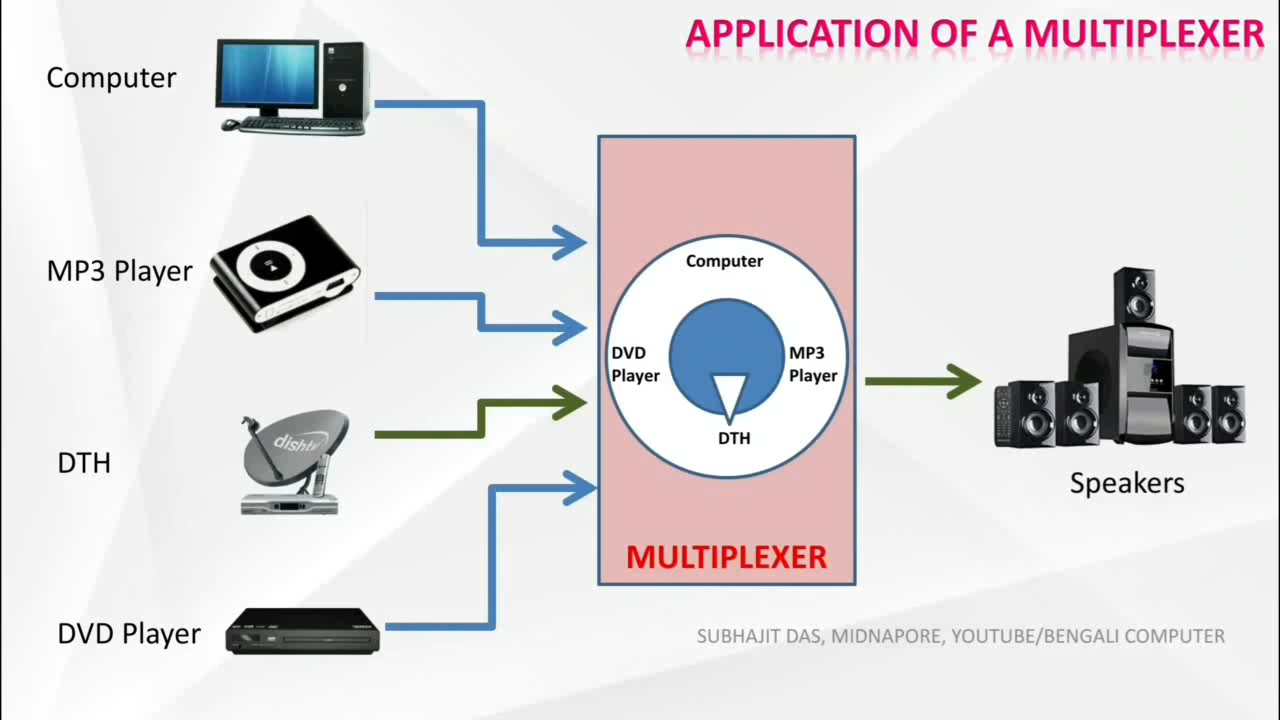 APPLICATION OF A MULTIPLEXER
Computer
MP3 Player
dishtv
DTH
DVD Player
Computer
DVD
Player
MP3
Player
DTH
MULTIPLEXER
Speakers
SUBHAJIT DAS, MIDNAPORE, YOUTUBE/BENGALI COMPUTER